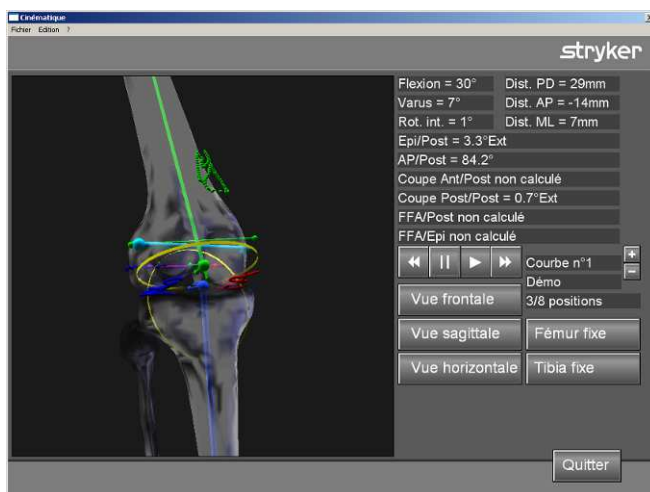 Cinématique
Fichier Edition ?
stryker
Flexion = 30° Dist. PD = 29mm
Varus = 7° Dist. AP = -14mm
Rot. int. = 1° Dist. ML = 7mm
Epi/Post = 3.3°Ext
AP/Post = 84.2°
Coupe Ant/Post non calculé
Coupe Post/Post = 0.7°Ext
FFA/Post non calculé
FFA/Epi non calculé
Courbe n°1
Démo
Vue frontale 3/8 positions
Vue sagittale Fémur fixe
Vue horizontale Tibia fixe
Quitter